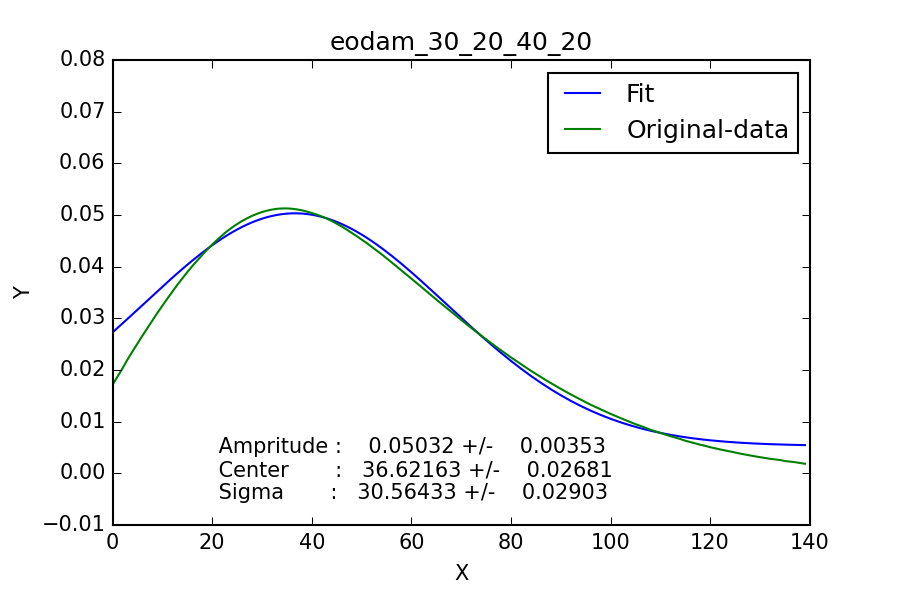 eodam_30_20_40_20
Fit
Original-data
0.08
0.07
0.06
0.05
0.04
0.03
0.02
0.01
0.00
−0.01
Y
Ampritude : 0.05032 +/- 0.00353
Center : 36.62163 +/- 0.02681
Sigma : 30.56433 +/- 0.02903
0 20 40 60 80 100 120 140
X